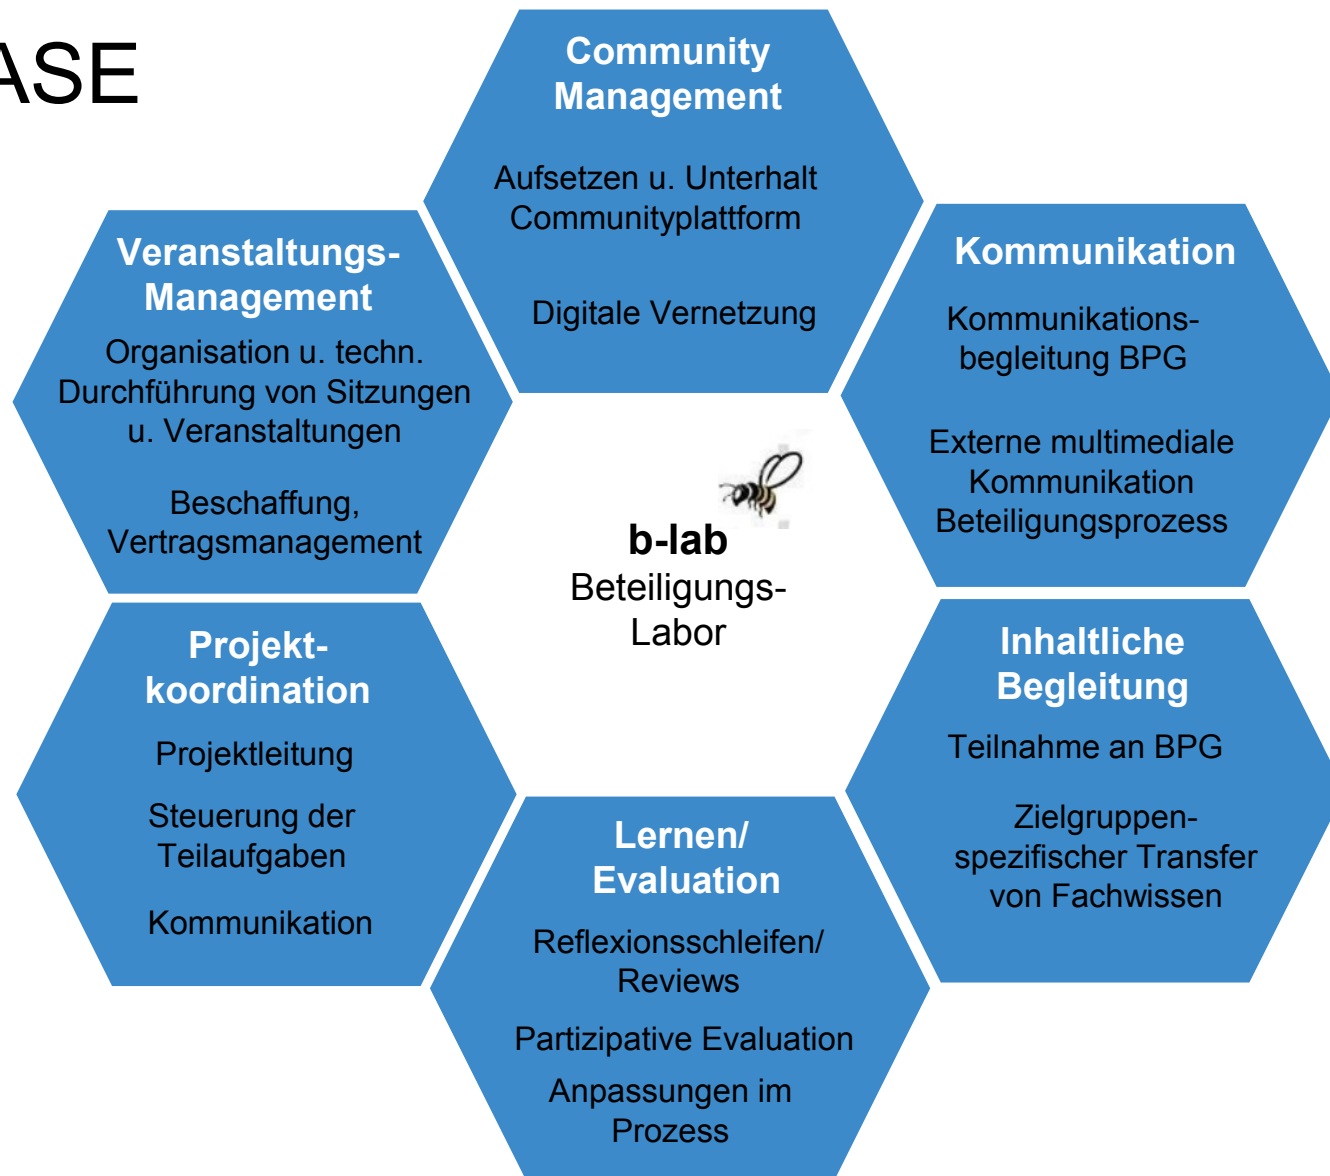 ASE
Community
Management
Aufsetzen u. Unterhalt
Communityplattform
Digitale Vernetzung
Veranstaltungs-
Management
Organisation u. techn.
Durchführung von Sitzungen
u. Veranstaltungen
Beschaffung,
Vertragsmanagement
Kommunikation
Kommunikations-
begleitung BPG
Externe multimediale
Kommunikation
Beteiligungsprozess
b-lab
Beteiligungs-
Labor
Projekt-
koordination
Projektleitung
Steuerung der
Teilaufgaben
Kommunikation
Inhaltliche
Begleitung
Teilnahme an BPG
Zielgruppen-
spezifischer Transfer
von Fachwissen
Lernen/
Evaluation
Reflexionsschleifen/
Reviews
Partizipative Evaluation
Anpassungen im
Prozess